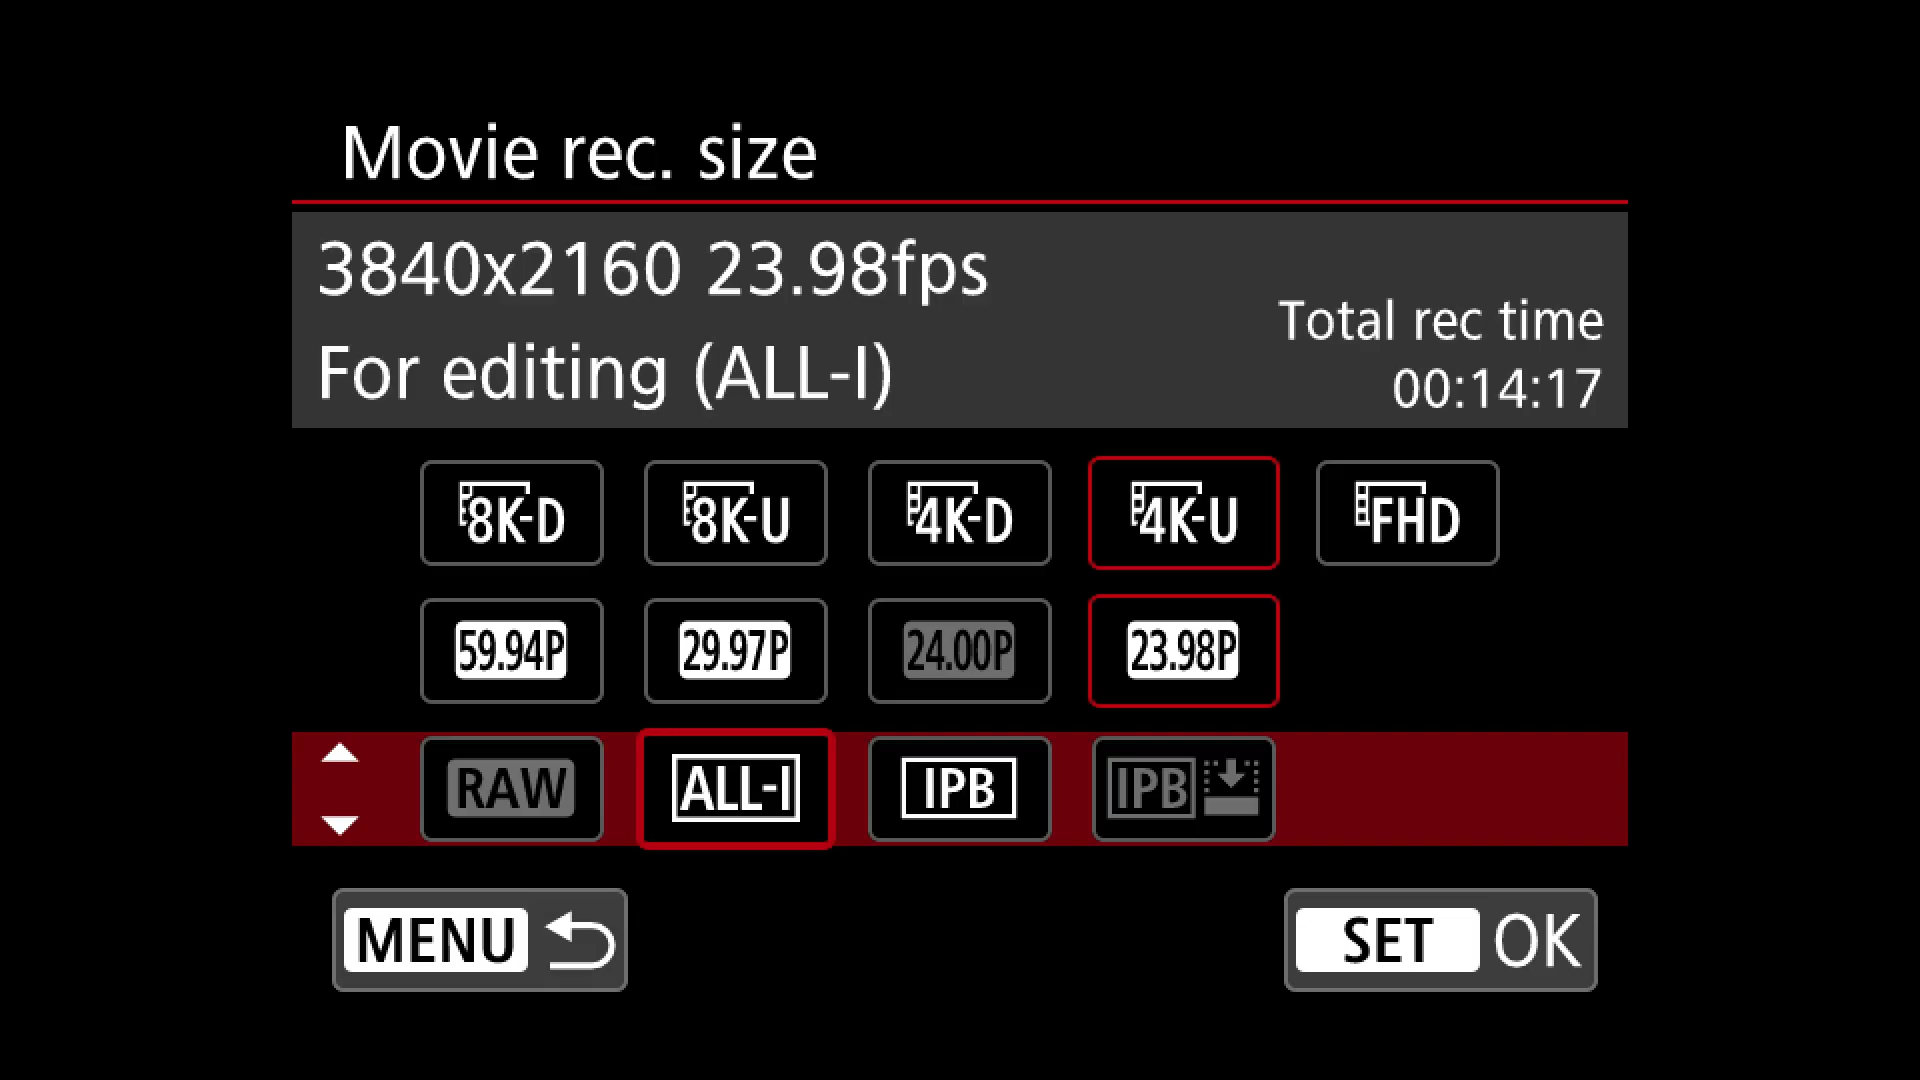 Movie rec. size
3840x2160 23.98fps
For editing (ALL-I)
Total rec time
00:14:17
8K-D 8K-U 4K-D 4K-U FHD
59.94P 29.97P 24.00P 23.98P
RAW ALL-I IPB IPB
MENU SET OK